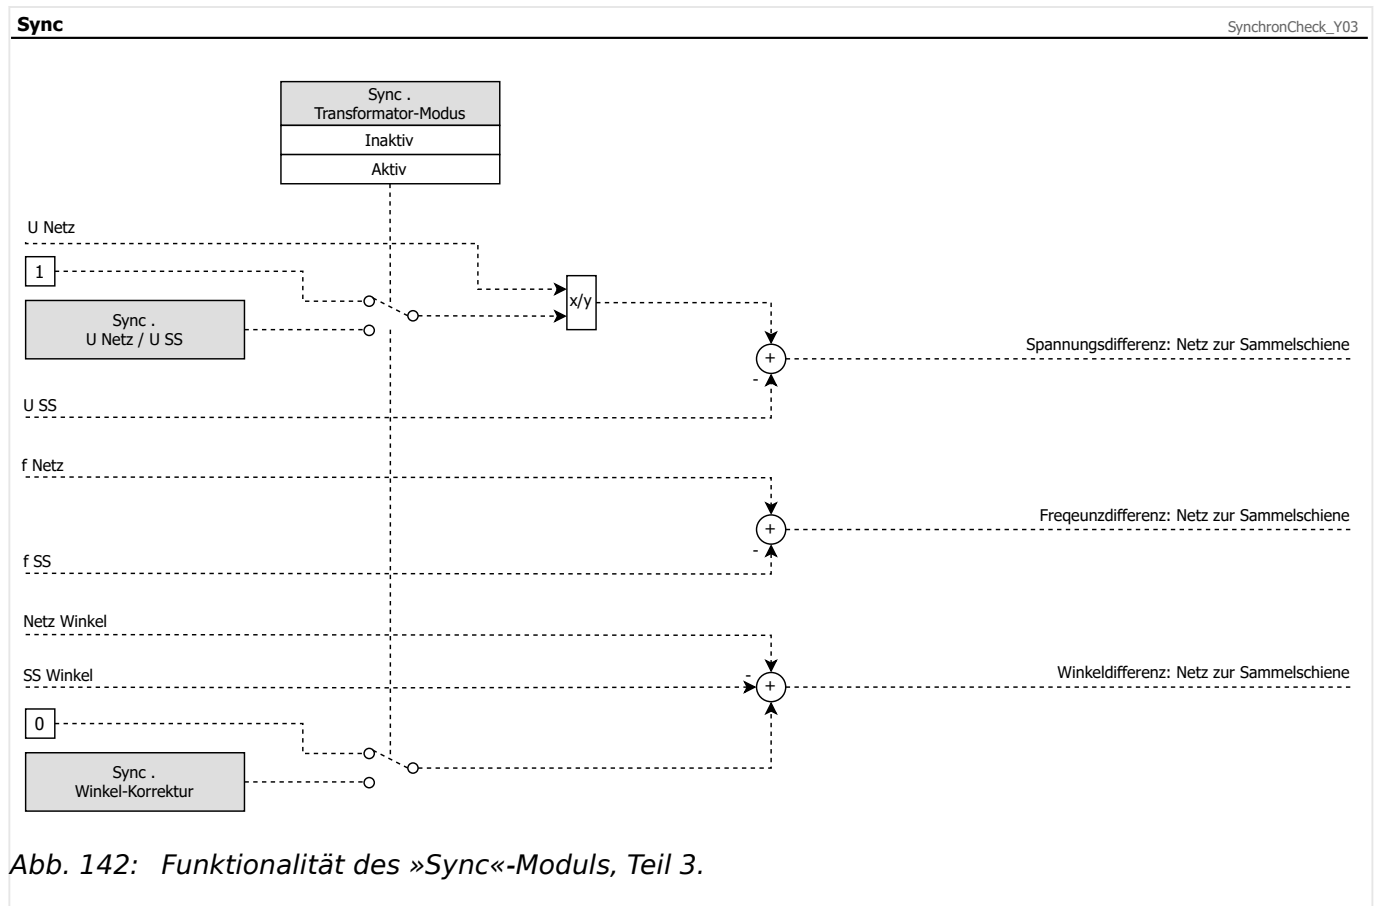 Sync
SynchronCheck_Y03
Sync .
Transformator-Modus
Inaktiv
Aktiv
U Netz
1
x/y
Sync .
U Netz / U SS
Spannungsdifferenz: Netz zur Sammelschiene
+
-
U SS
f Netz
Freqeunzdifferenz: Netz zur Sammelschiene
+
-
f SS
Netz Winkel
SS Winkel
-
+
Winkeldifferenz: Netz zur Sammelschiene
0
Sync .
Winkel-Korrektur
Abb. 142: Funktionalität des »Sync«-Moduls, Teil 3.